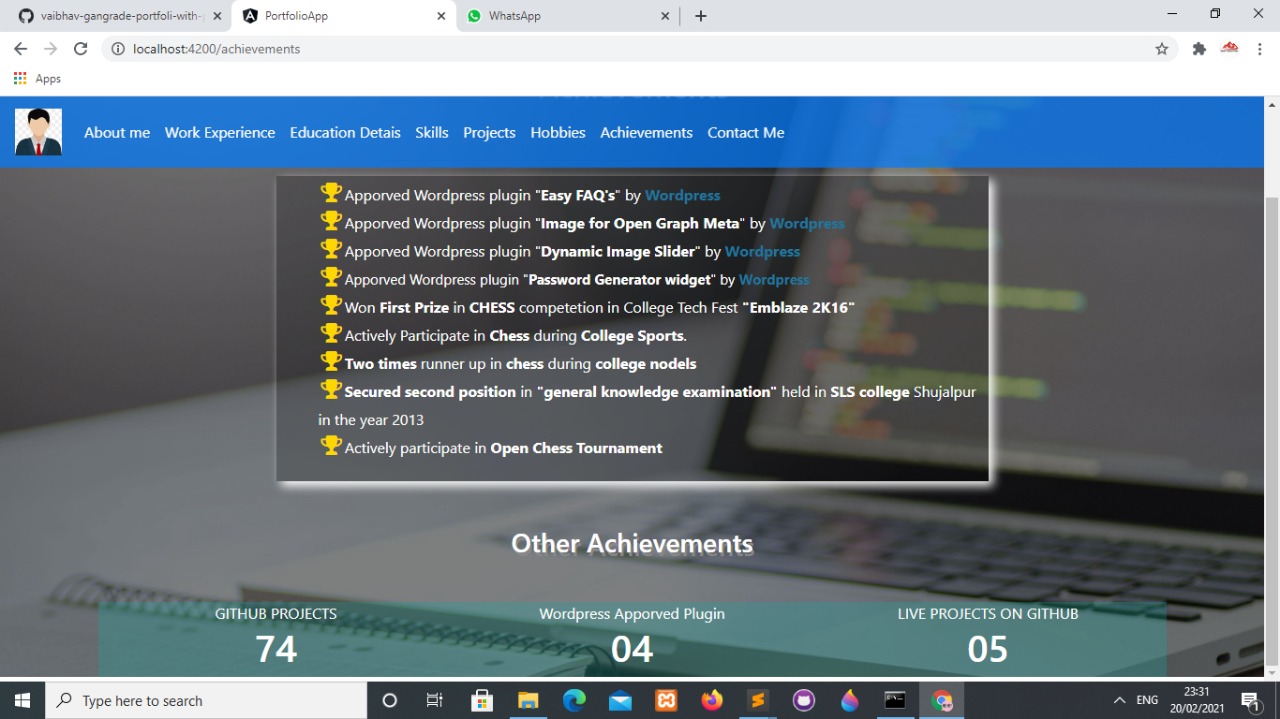 vaibhav-gangrade-portfoli-with-
PortfolioApp
WhatsApp
localhost:4200/achievements
Apps
Achievements
About me Work Experience Education Detais Skills Projects Hobbies Achievements Contact Me
Apporved Wordpress plugin "Easy FAQ's" by Wordpress
Apporved Wordpress plugin "Image for Open Graph Meta" by Wordpress
Apporved Wordpress plugin "Dynamic Image Slider" by Wordpress
Apporved Wordpress plugin "Password Generator widget" by Wordpress
Won First Prize in CHESS competetion in College Tech Fest "Emblaze 2K16"
Actively Participate in Chess during College Sports.
Two times runner up in chess during college nodels
Secured second position in "general knowledge examination" held in SLS college Shujalpur
in the year 2013
Actively participate in Open Chess Tournament
Other Achievements
GITHUB PROJECTS Wordpress Apporved Plugin LIVE PROJECTS ON GITHUB
74 04 05
Type here to search
ENG
23:31
20/02/2021
1